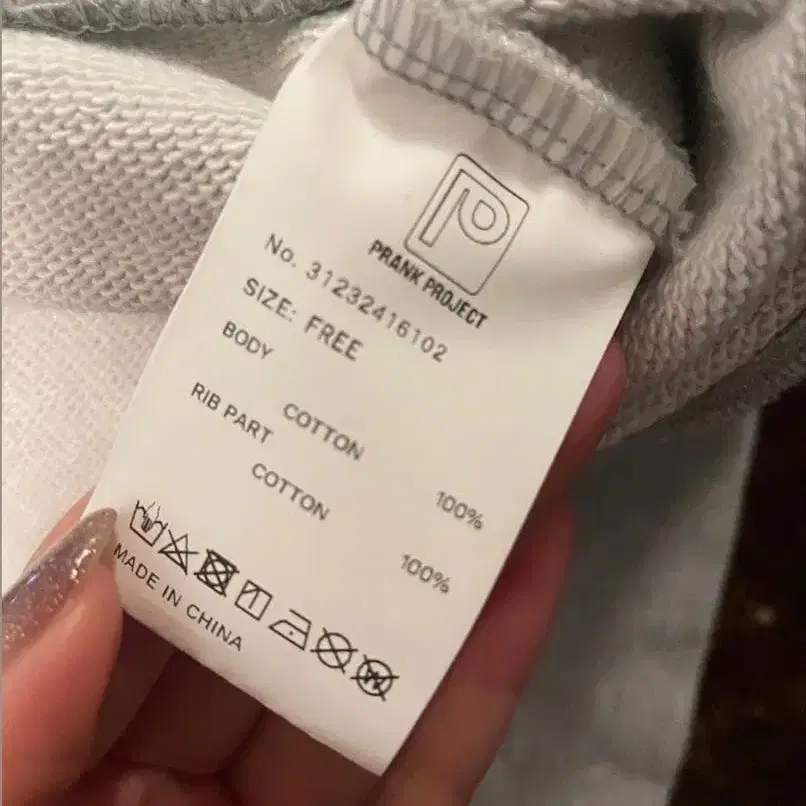 PRANK PROJECT
No. 31232416102
SIZE: FREE
BODY
COTTON 100%
RIB PART
COTTON 100%
MADE IN CHINA